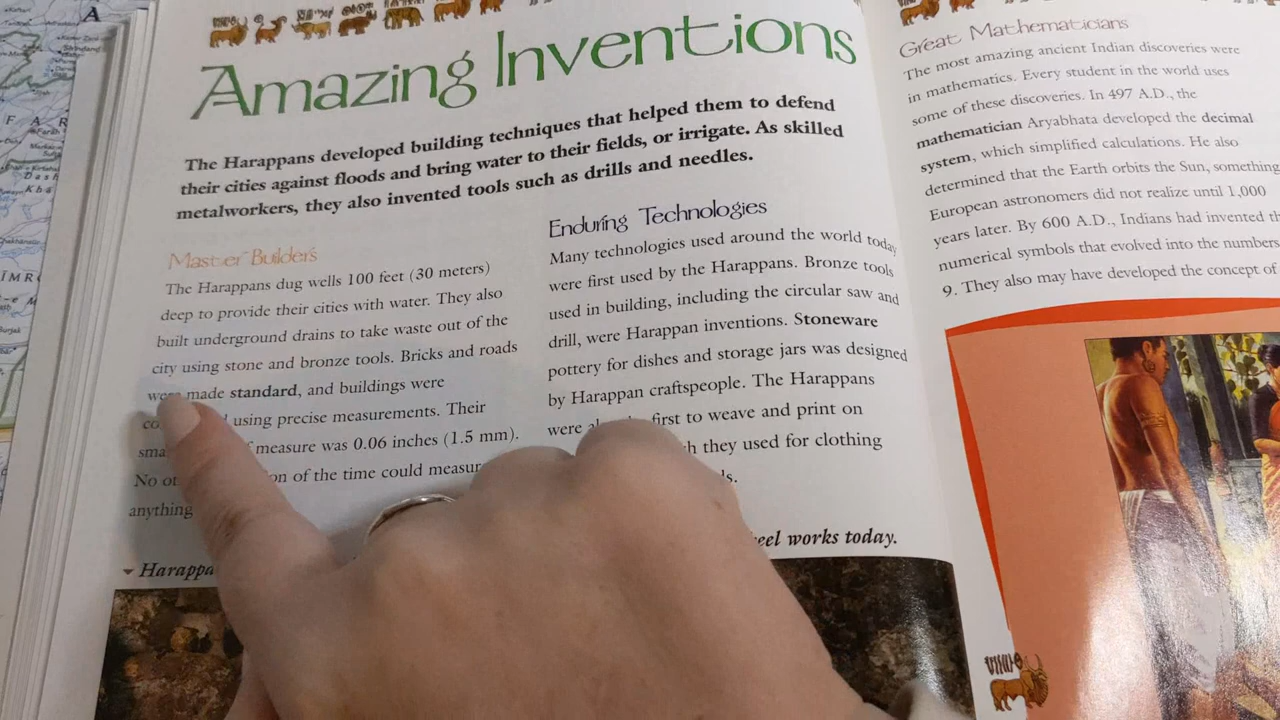 Amazing Inventions
The Harappans developed building techniques that helped them to defend
their cities against floods and bring water to their fields, or irrigate. As skilled
metalworkers, they also invented tools such as drills and needles.
Master Builders
The Harappans dug wells 100 feet (30 meters)
deep to provide their cities with water. They also
built underground drains to take waste out of the
city using stone and bronze tools. Bricks and roads
were made standard, and buildings were
using precise measurements. Their
measure was 0.06 inches (1.5 mm).
No of the time could
anything
Harappa
Enduring Technologies
Many technologies used around the world today
were first used by the Harappans. Bronze tools
used in building, including the circular saw and
drill, were Harappan inventions. Stoneware
pottery for dishes and storage jars was designed
by Harappan craftspeople. The Harappans
were first to weave and print on
they used for clothing
works today.
Great Mathematicians
The most amazing ancient Indian discoveries were
in mathematics. Every student in the world uses
some of these discoveries. In 497 A.D., the
mathematician Aryabhata developed the decimal
system, which simplified calculations. He also
determined that the Earth orbits the Sun, something
European astronomers did not realize until 1,000
years later. By 600 A.D., Indians had invented
numerical symbols that evolved into the numbers
9. They also may have developed the concept of
A
F A R